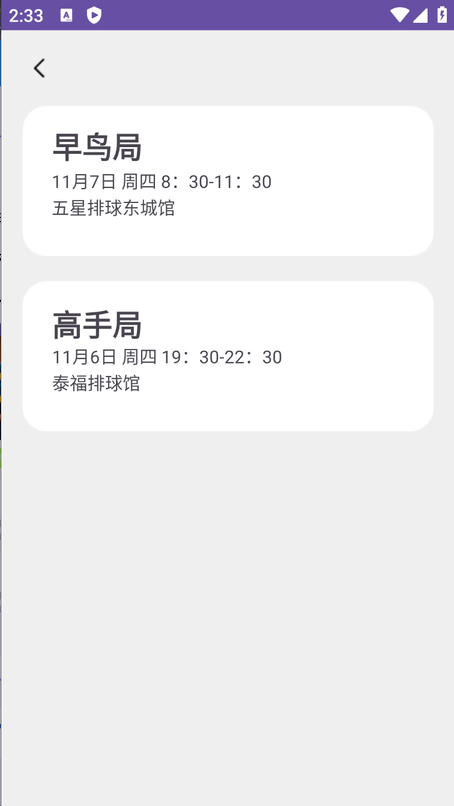 2:33
早鸟局
11月7日 周四 8：30-11：30
五星排球东城馆
高手局
11月6日 周四 19：30-22：30
泰福排球馆